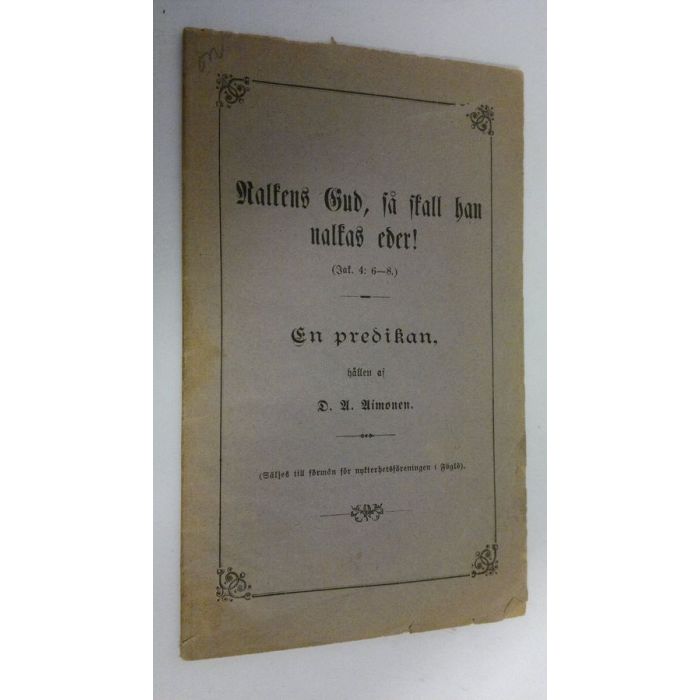 Nalkens Gud, så skall han
nalkas eder!
(Jak. 4: 6—8.)
En predikan,
hållen af
D. A. Aimonen.
(Säljes till förmån för nykterhetsföreningen i Föglö).